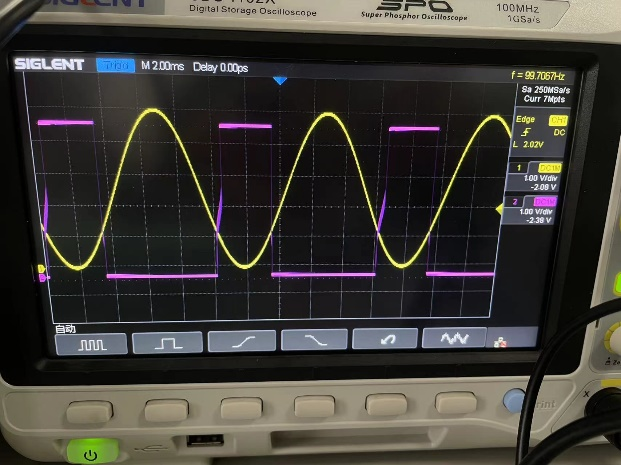 SIGLENT
Digital Storage Oscilloscope
SPO
Super Phosphor Oscilloscope
100MHz
1GSa/s
SIGLENT M 2.00ms Delay 0.00ps
f = 99.7067Hz
Sa 250MSa/s
Curr 7Mpts
Edge CH1
DC
L 2.02V
1 DC1M
1.00 V/div
-2.08 V
2 DC1M
1.00 V/div
-2.38 V
自动